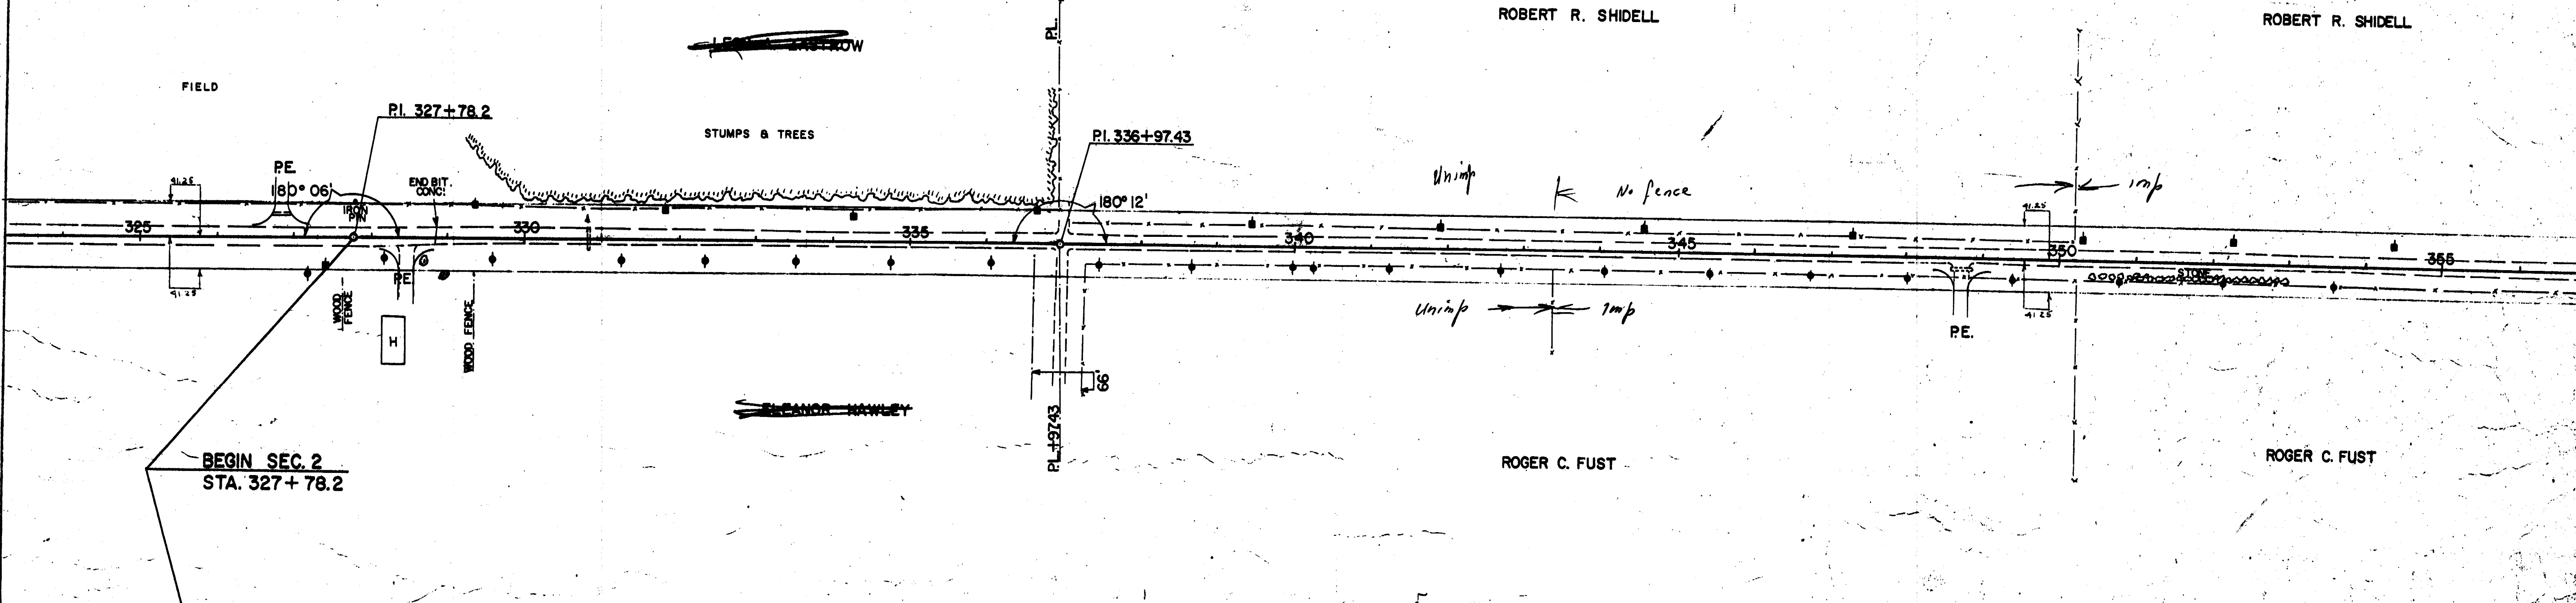 ROBERT R. SHIDELL
ROBERT R. SHIDELL
P.L.
FIELD
P.I. 327+78.2
STUMPS & TREES
P.I. 336+97.43
P.E.
180° 06'
END BIT.
CONC.
41.25
IRON
PIN
180° 12'
Unimp
No fence
imp
41.25
325
330
335
340
345
350
355
STONE
41.25
WOOD
FENCE
P.E.
H
WOOD FENCE
Unimp
Imp
41.25
P.E.
66'
ELEANOR HAWLEY
P.L. +97.43
BEGIN SEC. 2
STA. 327+78.2
ROGER C. FUST
ROGER C. FUST